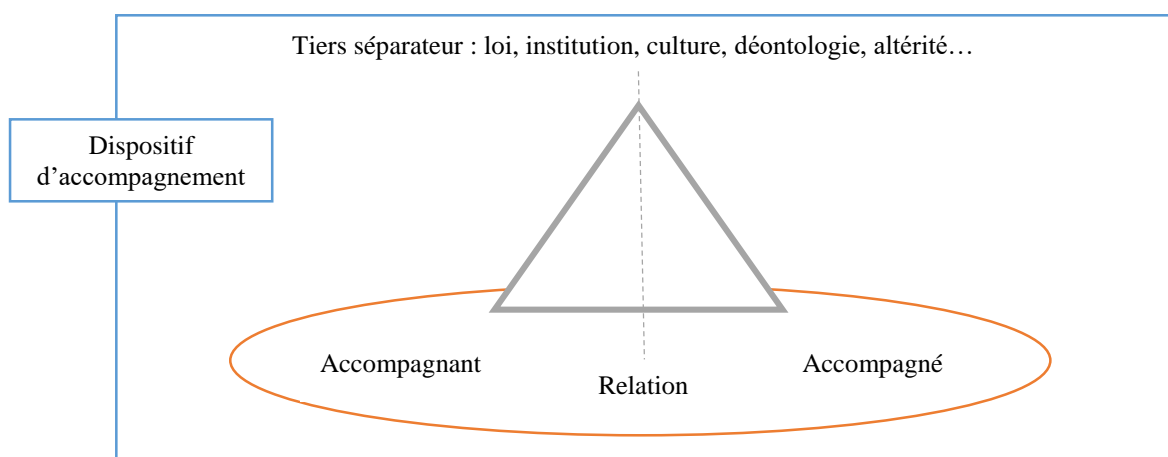 Tiers séparateur : loi, institution, culture, déontologie, altérité…
Dispositif
d’accompagnement
Accompagnant
Accompagné
Relation